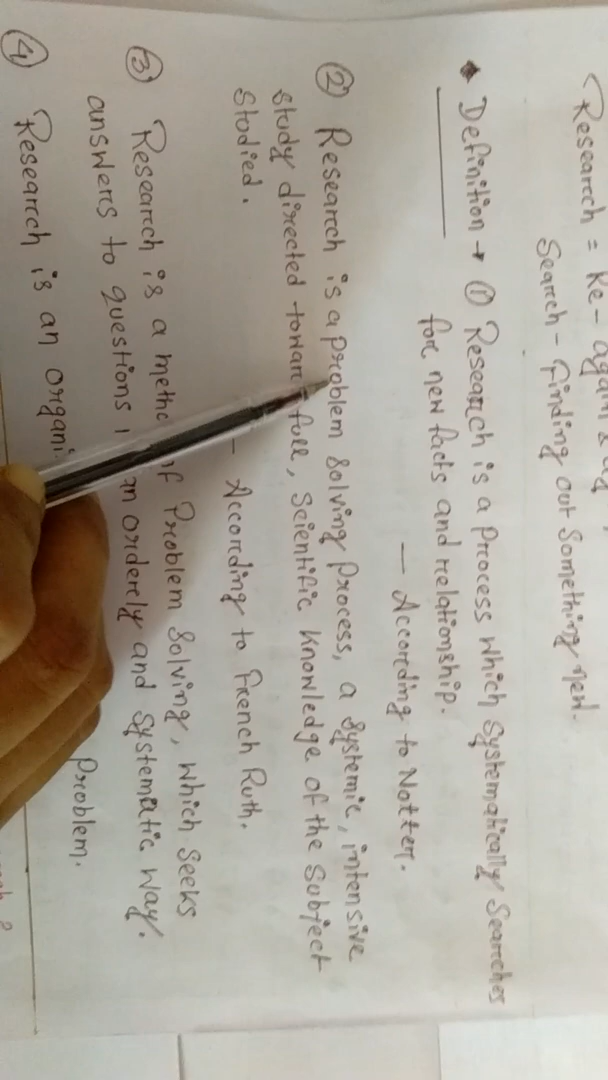 Research = Re - again
Search - Finding out Something new.
Definition → ① Research is a process which systematically searches
for new facts and relationship.
— According to Notter.
② Research is a problem solving process, a systemic, intensive
study directed towar full, scientific knowledge of the subject
studied.
— According to French Ruth.
③ Research is a metho of Problem solving, which seeks
answers to questions in an orderly and systematic way.
④ Research is an organi problem.